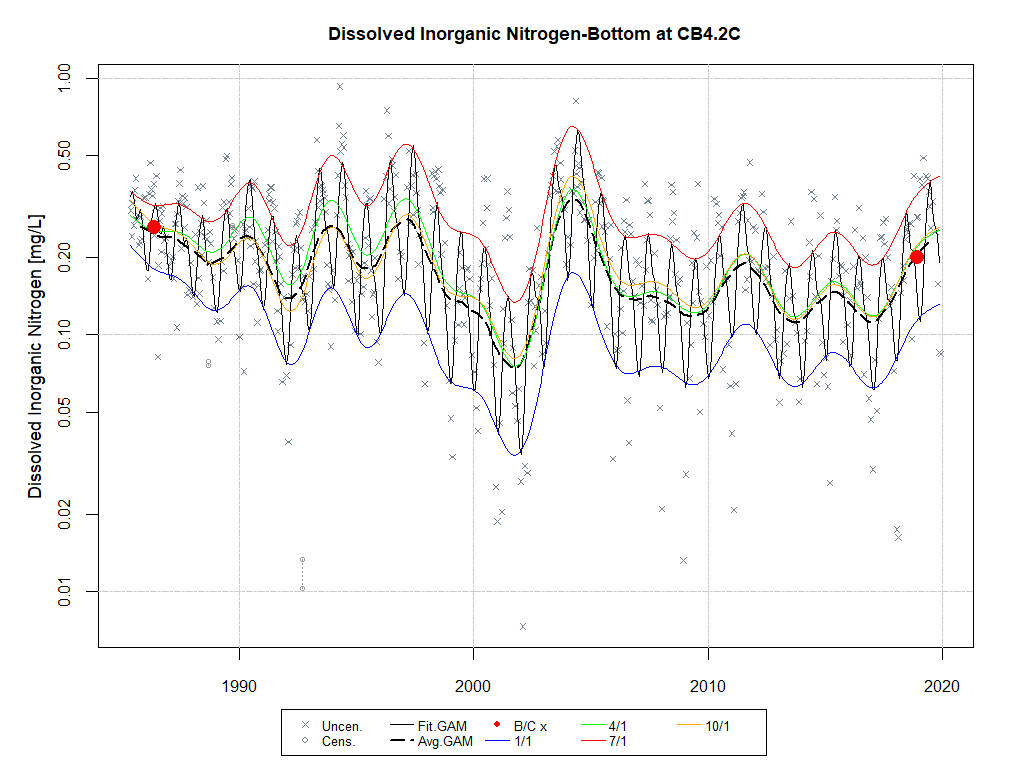 Dissolved Inorganic Nitrogen-Bottom at CB4.2C
Dissolved Inorganic Nitrogen [mg/L]
1.00
0.50
0.20
0.10
0.05
0.02
0.01
1990 2000 2010 2020
Uncen. Fit.GAM B/C x 4/1 10/1
Cens. Avg.GAM 1/1 7/1